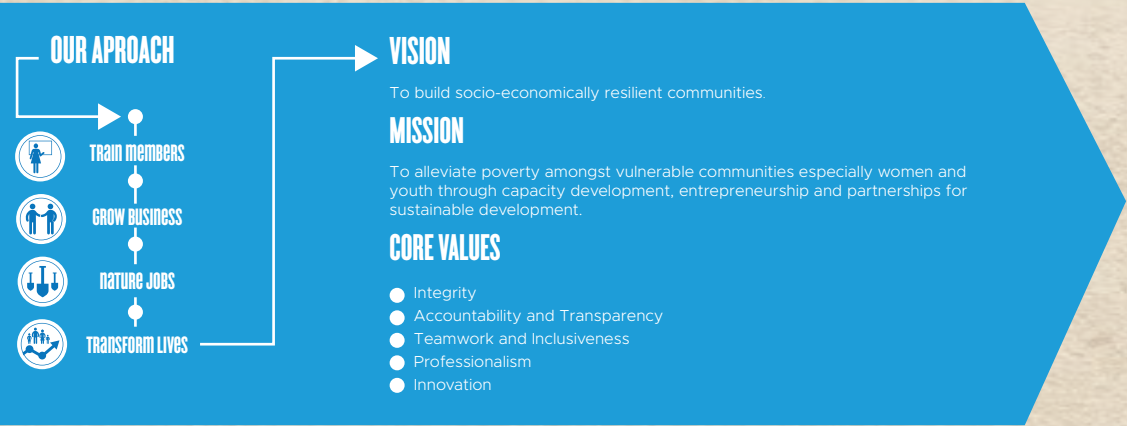 OUR APROACH
TRAIN MEMBERS
GROW BUSINESS
NATURE JOBS
TRANSFORM LIVES
VISION
To build socio-economically resilient communities.
MISSION
To alleviate poverty amongst vulnerable communities especially women and
youth through capacity development, entrepreneurship and partnerships for
sustainable development.
CORE VALUES
Integrity
Accountability and Transparency
Teamwork and Inclusiveness
Professionalism
Innovation